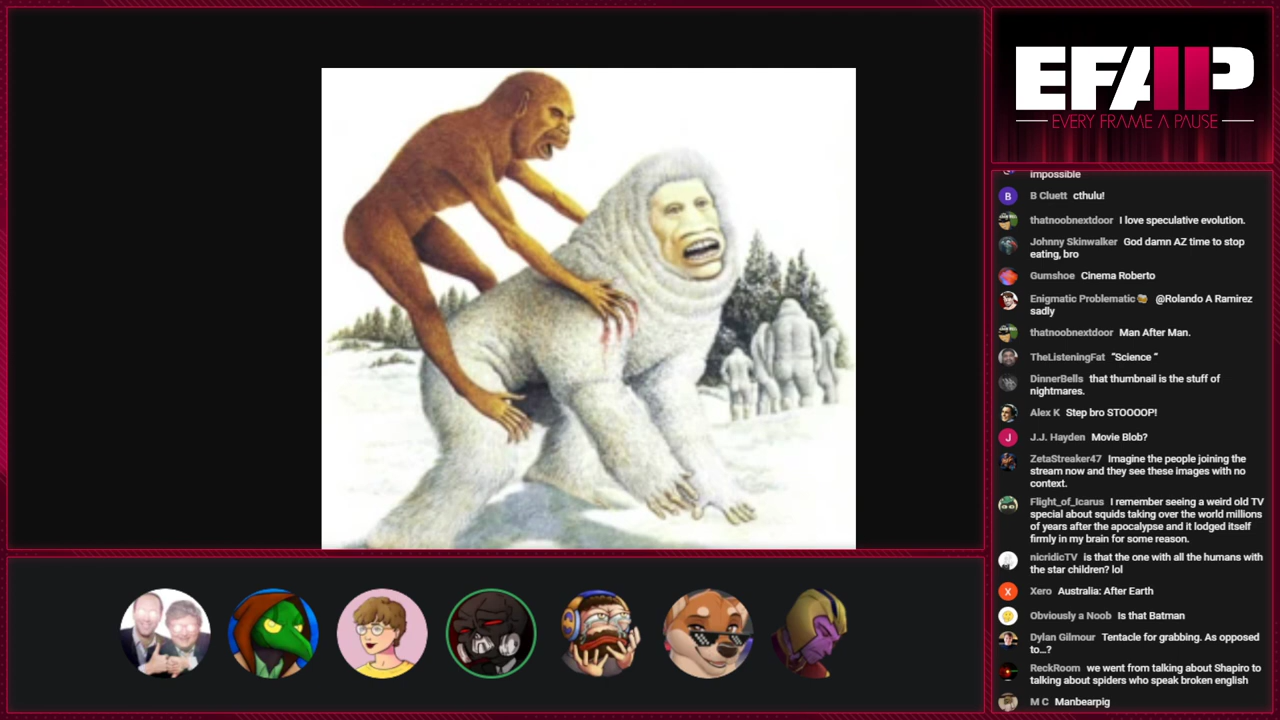 EFAP
EVERY FRAME A PAUSE
impossible
B Cluett cthulu!
thatnoobnextdoor I love speculative evolution.
Johnny Skinwalker God damn AZ time to stop
eating, bro
Gumshoe Cinema Roberto
Enigmatic Problematic @Rolando A Ramirez
sadly
thatnoobnextdoor Man After Man.
TheListeningFat “Science “
DinnerBells that thumbnail is the stuff of
nightmares.
Alex K Step bro STOOOOP!
J J.J. Hayden Movie Blob?
ZetaStreaker47 Imagine the people joining the
stream now and they see these images with no
context.
Flight_of_Icarus I remember seeing a weird old TV
special about squids taking over the world millions
of years after the apocalypse and it lodged itself
firmly in my brain for some reason.
nicridicTV is that the one with all the humans with
the star children? lol
X Xero Australia: After Earth
Obviously a Noob Is that Batman
Dylan Gilmour Tentacle for grabbing. As opposed
to...?
ReckRoom we went from talking about Shapiro to
talking about spiders who speak broken english
M C Manbearpig